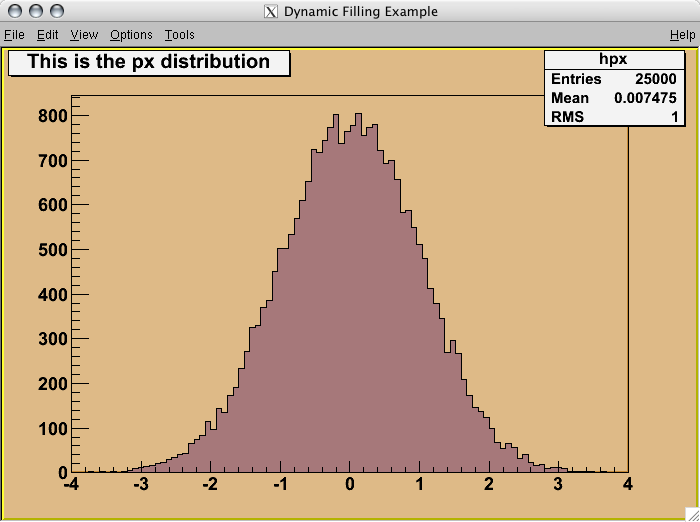 X Dynamic Filling Example
File Edit View Options Tools Help
This is the px distribution
hpx
Entries 25000
Mean 0.007475
RMS 1
800
700
600
500
400
300
200
100
0
-4 -3 -2 -1 0 1 2 3 4